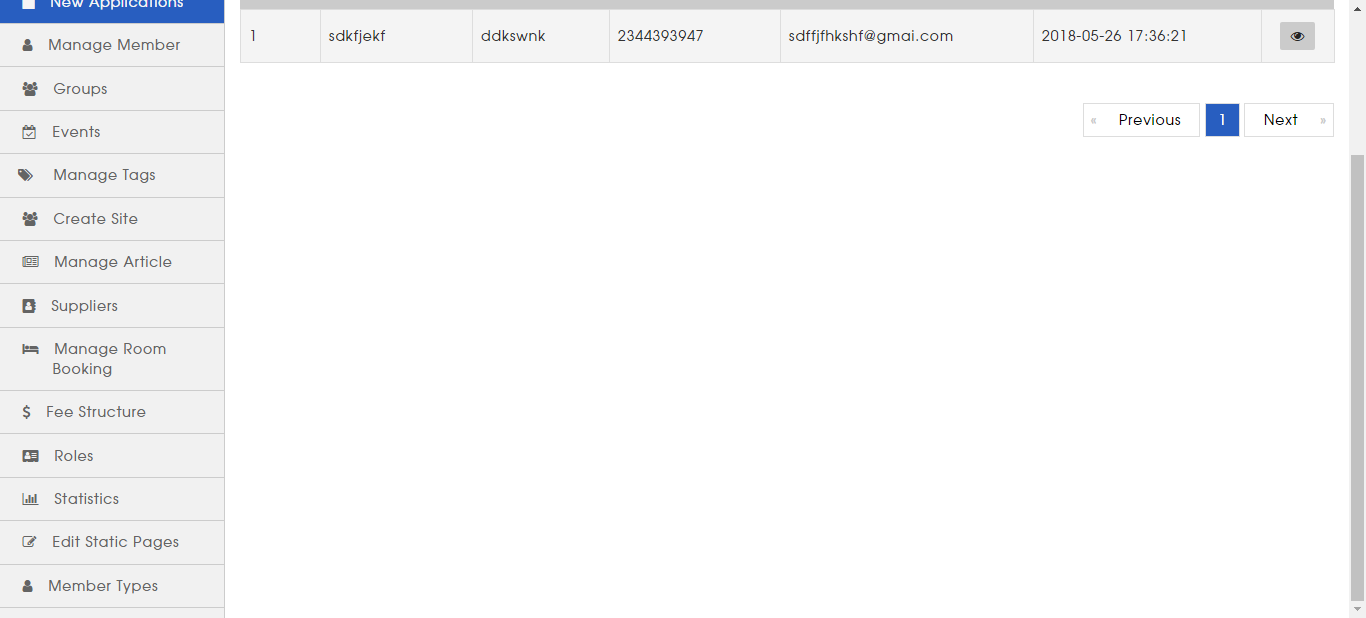 New Applications
Manage Member
Groups
Events
Manage Tags
Create Site
Manage Article
Suppliers
Manage Room
Booking
$ Fee Structure
Roles
Statistics
Edit Static Pages
Member Types
1 sdkfjekf ddkswnk 2344393947 sdffjfhkshf@gmai.com 2018-05-26 17:36:21
« Previous 1 Next »